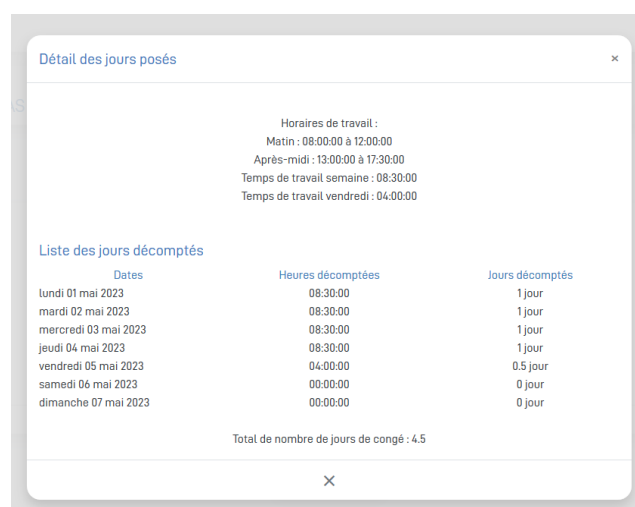 Détail des jours posés ×
Horaires de travail :
Matin : 08:00:00 à 12:00:00
Après-midi : 13:00:00 à 17:30:00
Temps de travail semaine : 08:30:00
Temps de travail vendredi : 04:00:00
Liste des jours décomptés
Dates Heures décomptées Jours décomptés
lundi 01 mai 2023 08:30:00 1 jour
mardi 02 mai 2023 08:30:00 1 jour
mercredi 03 mai 2023 08:30:00 1 jour
jeudi 04 mai 2023 08:30:00 1 jour
vendredi 05 mai 2023 04:00:00 0.5 jour
samedi 06 mai 2023 00:00:00 0 jour
dimanche 07 mai 2023 00:00:00 0 jour
Total de nombre de jours de congé : 4.5
×